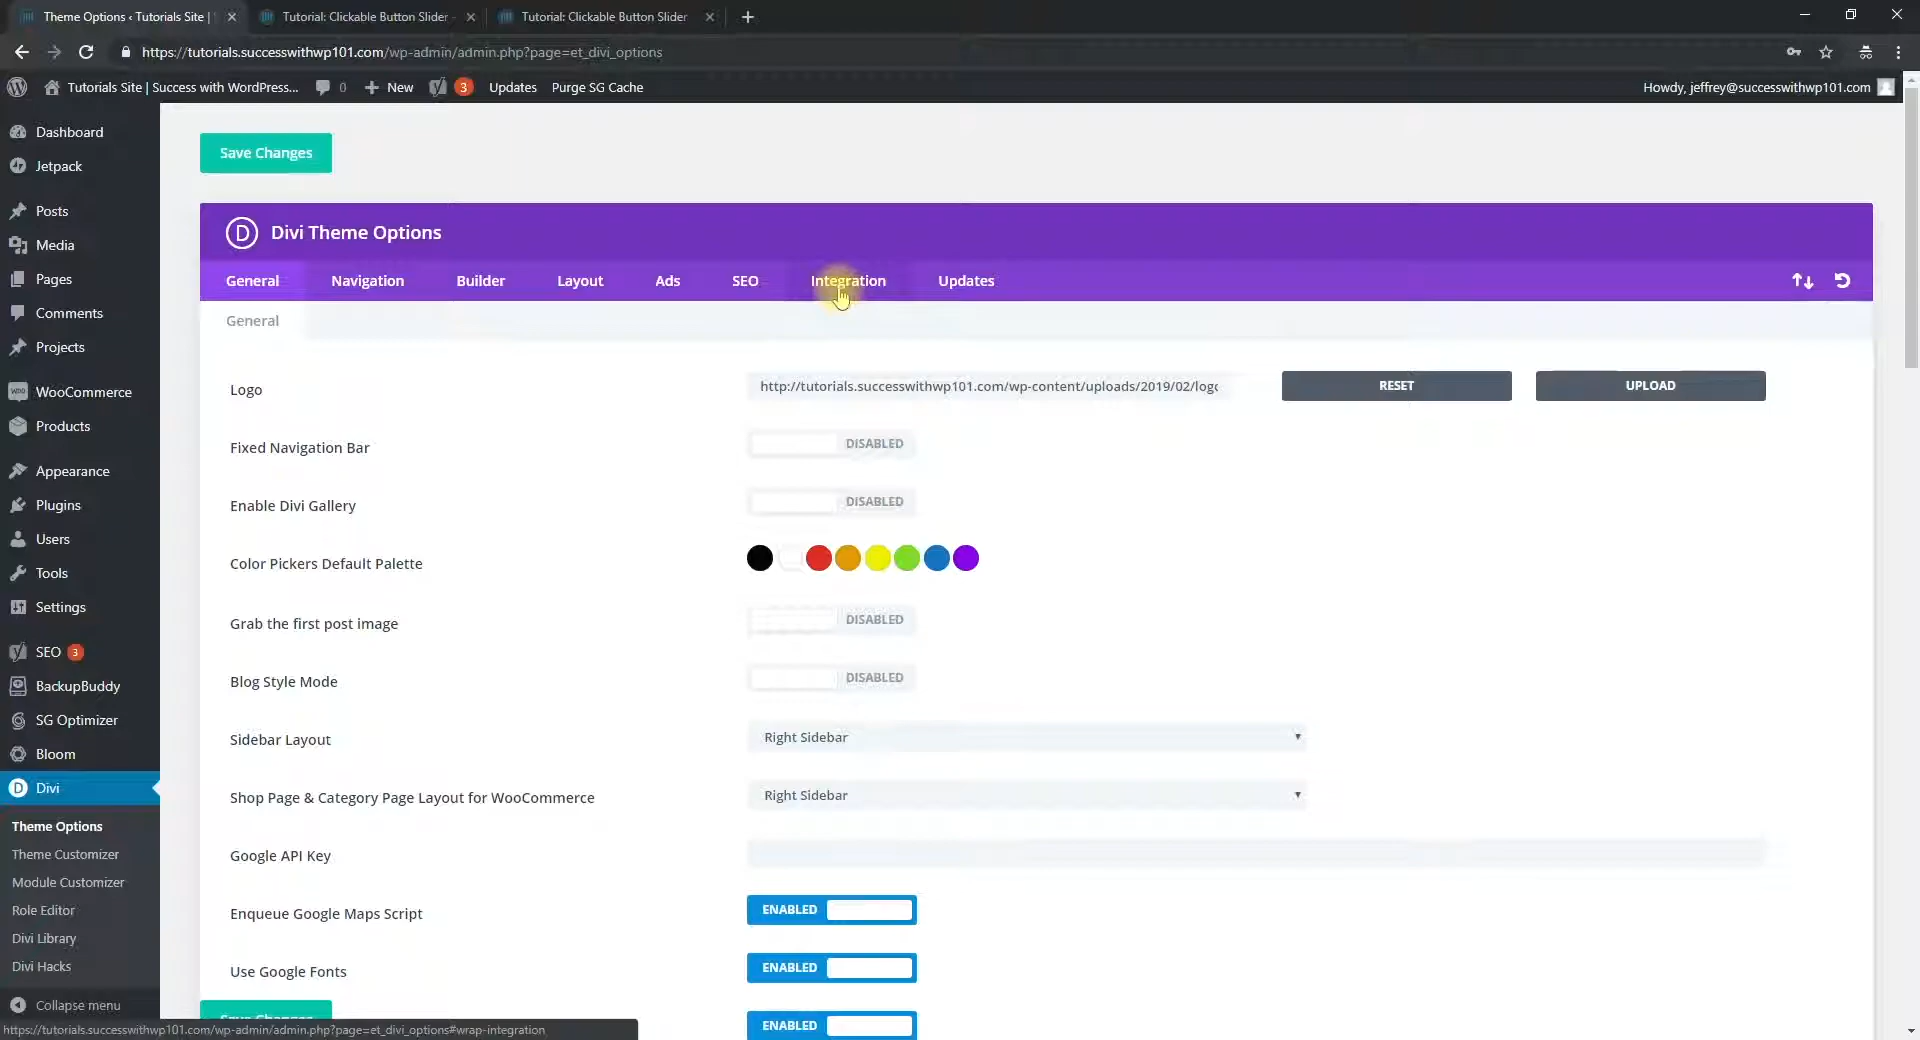 Theme Options ‹ Tutorials Site |
Tutorial: Clickable Button Slider -
Tutorial: Clickable Button Slider
https://tutorials.successwithwp101.com/wp-admin/admin.php?page=et_divi_options
Tutorials Site | Success with WordPress...
0
New
3
Updates
Purge SG Cache
Howdy, jeffrey@successwithwp101.com
Dashboard
Jetpack
Posts
Media
Pages
Comments
Projects
WooCommerce
Products
Appearance
Plugins
Users
Tools
Settings
SEO 3
BackupBuddy
SG Optimizer
Bloom
Divi
Theme Options
Theme Customizer
Module Customizer
Role Editor
Divi Library
Divi Hacks
Collapse menu
Save Changes
D Divi Theme Options
General Navigation Builder Layout Ads SEO Integration Updates
General
Logo http://tutorials.successwithwp101.com/wp-content/uploads/2019/02/logo RESET UPLOAD
Fixed Navigation Bar DISABLED
Enable Divi Gallery DISABLED
Color Pickers Default Palette
Grab the first post image DISABLED
Blog Style Mode DISABLED
Sidebar Layout Right Sidebar
Shop Page & Category Page Layout for WooCommerce Right Sidebar
Google API Key
Enqueue Google Maps Script ENABLED
Use Google Fonts ENABLED
Save Changes
ENABLED
https://tutorials.successwithwp101.com/wp-admin/admin.php?page=et_divi_options#wrap-integration